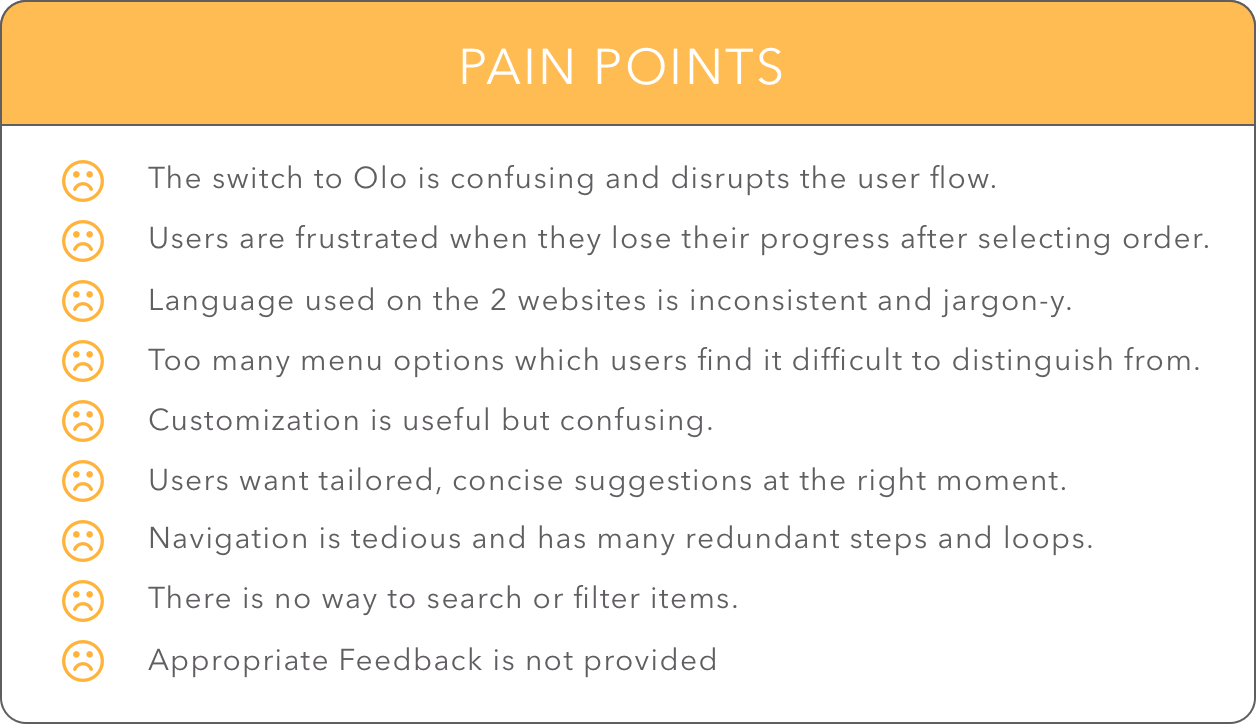 PAIN POINTS
The switch to Olo is confusing and disrupts the user flow.
Users are frustrated when they lose their progress after selecting order.
Language used on the 2 websites is inconsistent and jargon-y.
Too many menu options which users find it difficult to distinguish from.
Customization is useful but confusing.
Users want tailored, concise suggestions at the right moment.
Navigation is tedious and has many redundant steps and loops.
There is no way to search or filter items.
Appropriate Feedback is not provided